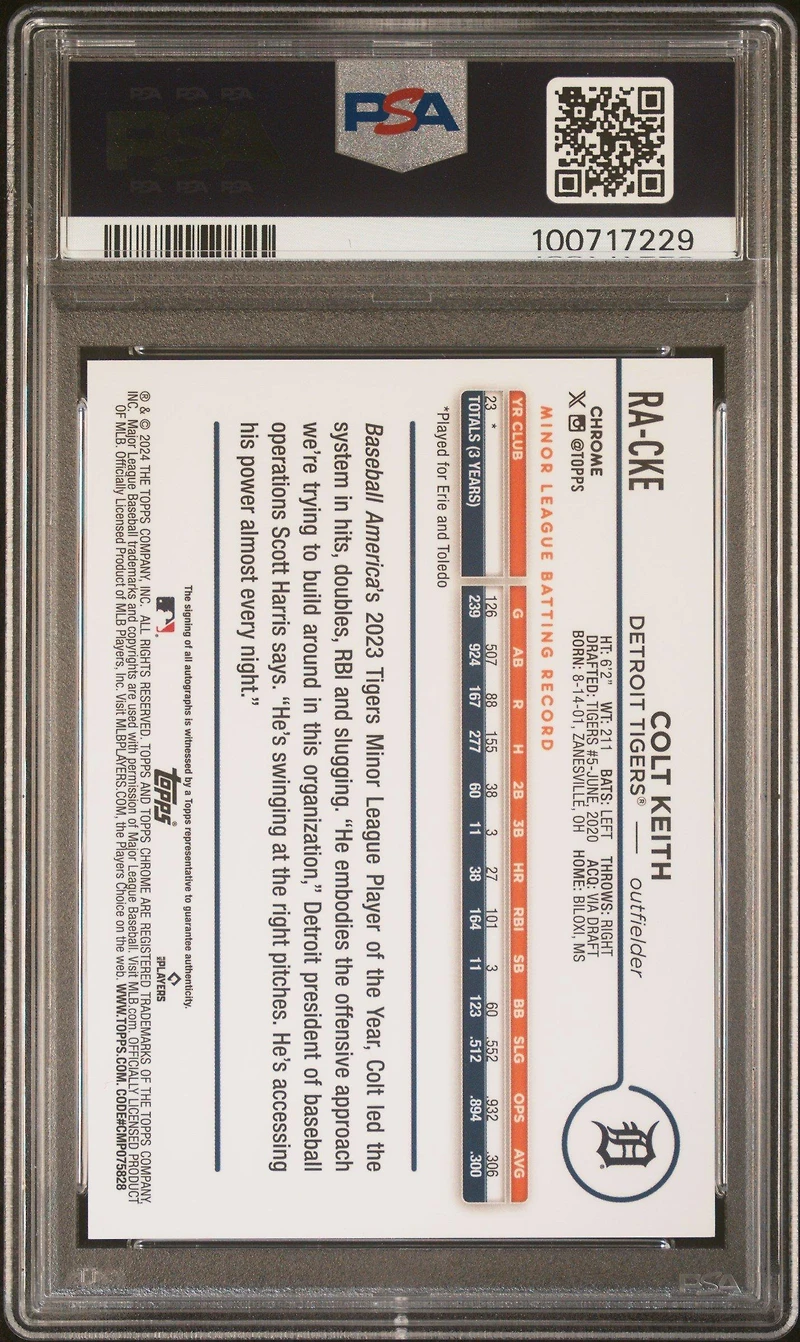 PSA PSA PSA
PSA
PSA
PSA PSA PSA
100717229
RA-CKE
COLT KEITH
DETROIT TIGERS® — outfielder
CHROME
@TOPPS
HT: 6'2" WT: 211 BATS: LEFT THROWS: RIGHT
DRAFTED: TIGERS #5-JUNE, 2020 ACQ: VIA DRAFT
BORN: 8-14-01, ZANESVILLE, OH HOME: BILOXI, MS
MINOR LEAGUE BATTING RECORD
YR CLUB G AB R H 2B 3B HR RBI SB BB SLG OPS AVG
23 * 126 507 88 155 38 3 27 101 3 60 .552 .932 .306
TOTALS (3 YEARS) 239 924 167 277 60 11 38 164 11 123 .512 .894 .300
*Played for Erie and Toledo
Baseball America's 2023 Tigers Minor League Player of the Year, Colt led the
system in hits, doubles, RBI and slugging. "He embodies the offensive approach
we're trying to build around in this organization," Detroit president of baseball
operations Scott Harris says. "He's swinging at the right pitches. He's accessing
his power almost every night."
The signing of all autographs is witnessed by a Topps representative to guarantee authenticity.
topps®
PLAYERS
® & © 2024 THE TOPPS COMPANY, INC. ALL RIGHTS RESERVED. TOPPS AND TOPPS CHROME ARE REGISTERED TRADEMARKS OF THE TOPPS COMPANY,
INC. Major League Baseball trademarks and copyrights are used with permission of Major League Baseball. Visit MLB.com. OFFICIALLY LICENSED PRODUCT
OF MLB. Officially Licensed Product of MLB Players, Inc. Visit MLBPLAYERS.COM, the Players Choice on the web. WWW.TOPPS.COM. CODE#CMP075828
PSA